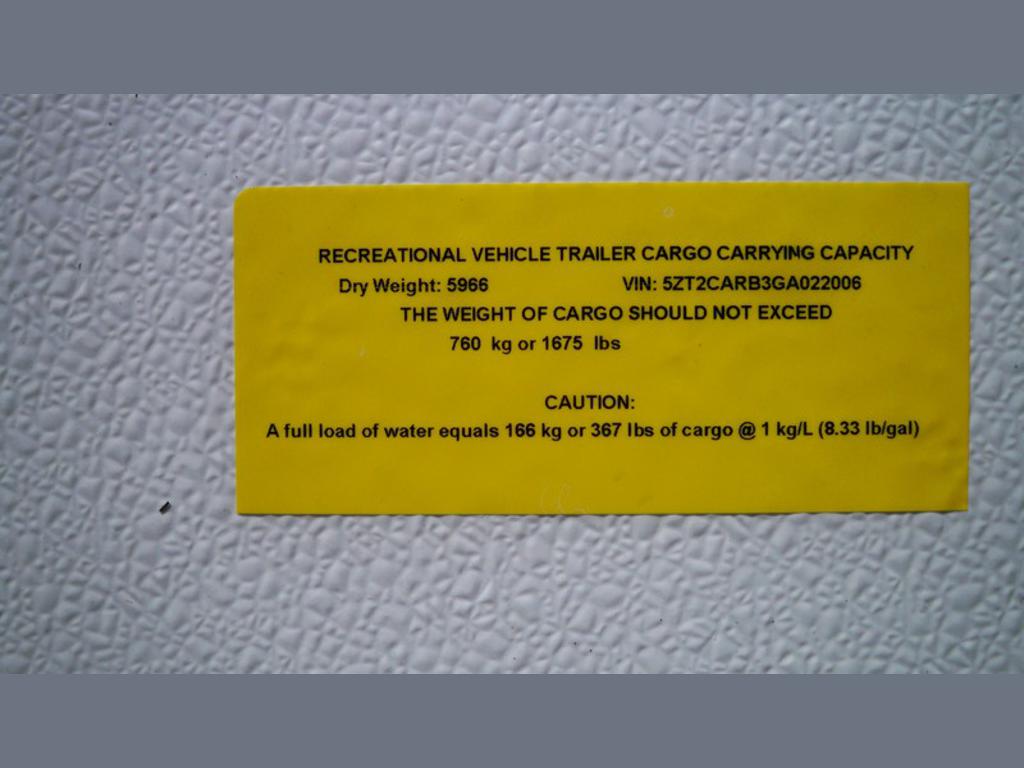 RECREATIONAL VEHICLE TRAILER CARGO CARRYING CAPACITY
Dry Weight: 5966 VIN: 5ZT2CARB3GA022006
THE WEIGHT OF CARGO SHOULD NOT EXCEED
760 kg or 1675 lbs
CAUTION:
A full load of water equals 166 kg or 367 lbs of cargo @ 1 kg/L (8.33 lb/gal)